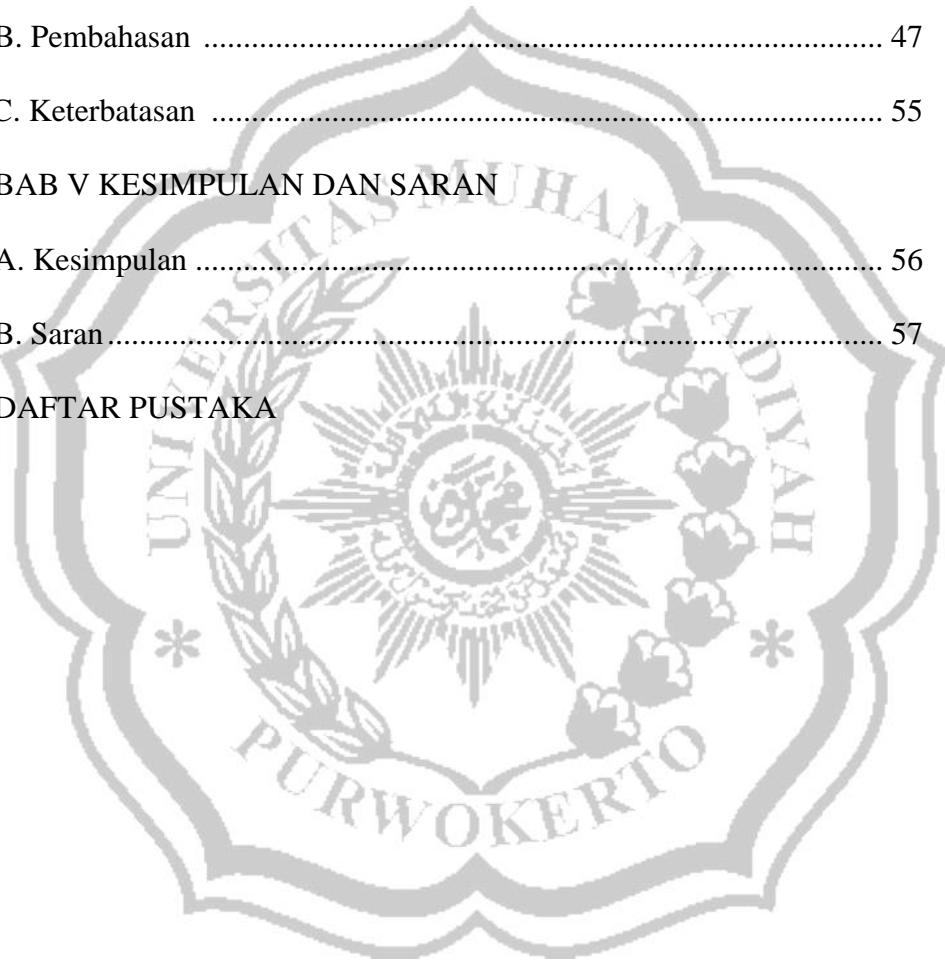 B. Pembahasan ..................................................................................... 47
C. Keterbatasan .................................................................................... 55
BAB V KESIMPULAN DAN SARAN
A. Kesimpulan ...................................................................................... 56
B. Saran ................................................................................................. 57
DAFTAR PUSTAKA
UNIVERSITAS MUHAMMADIYAH
PURWOKERTO